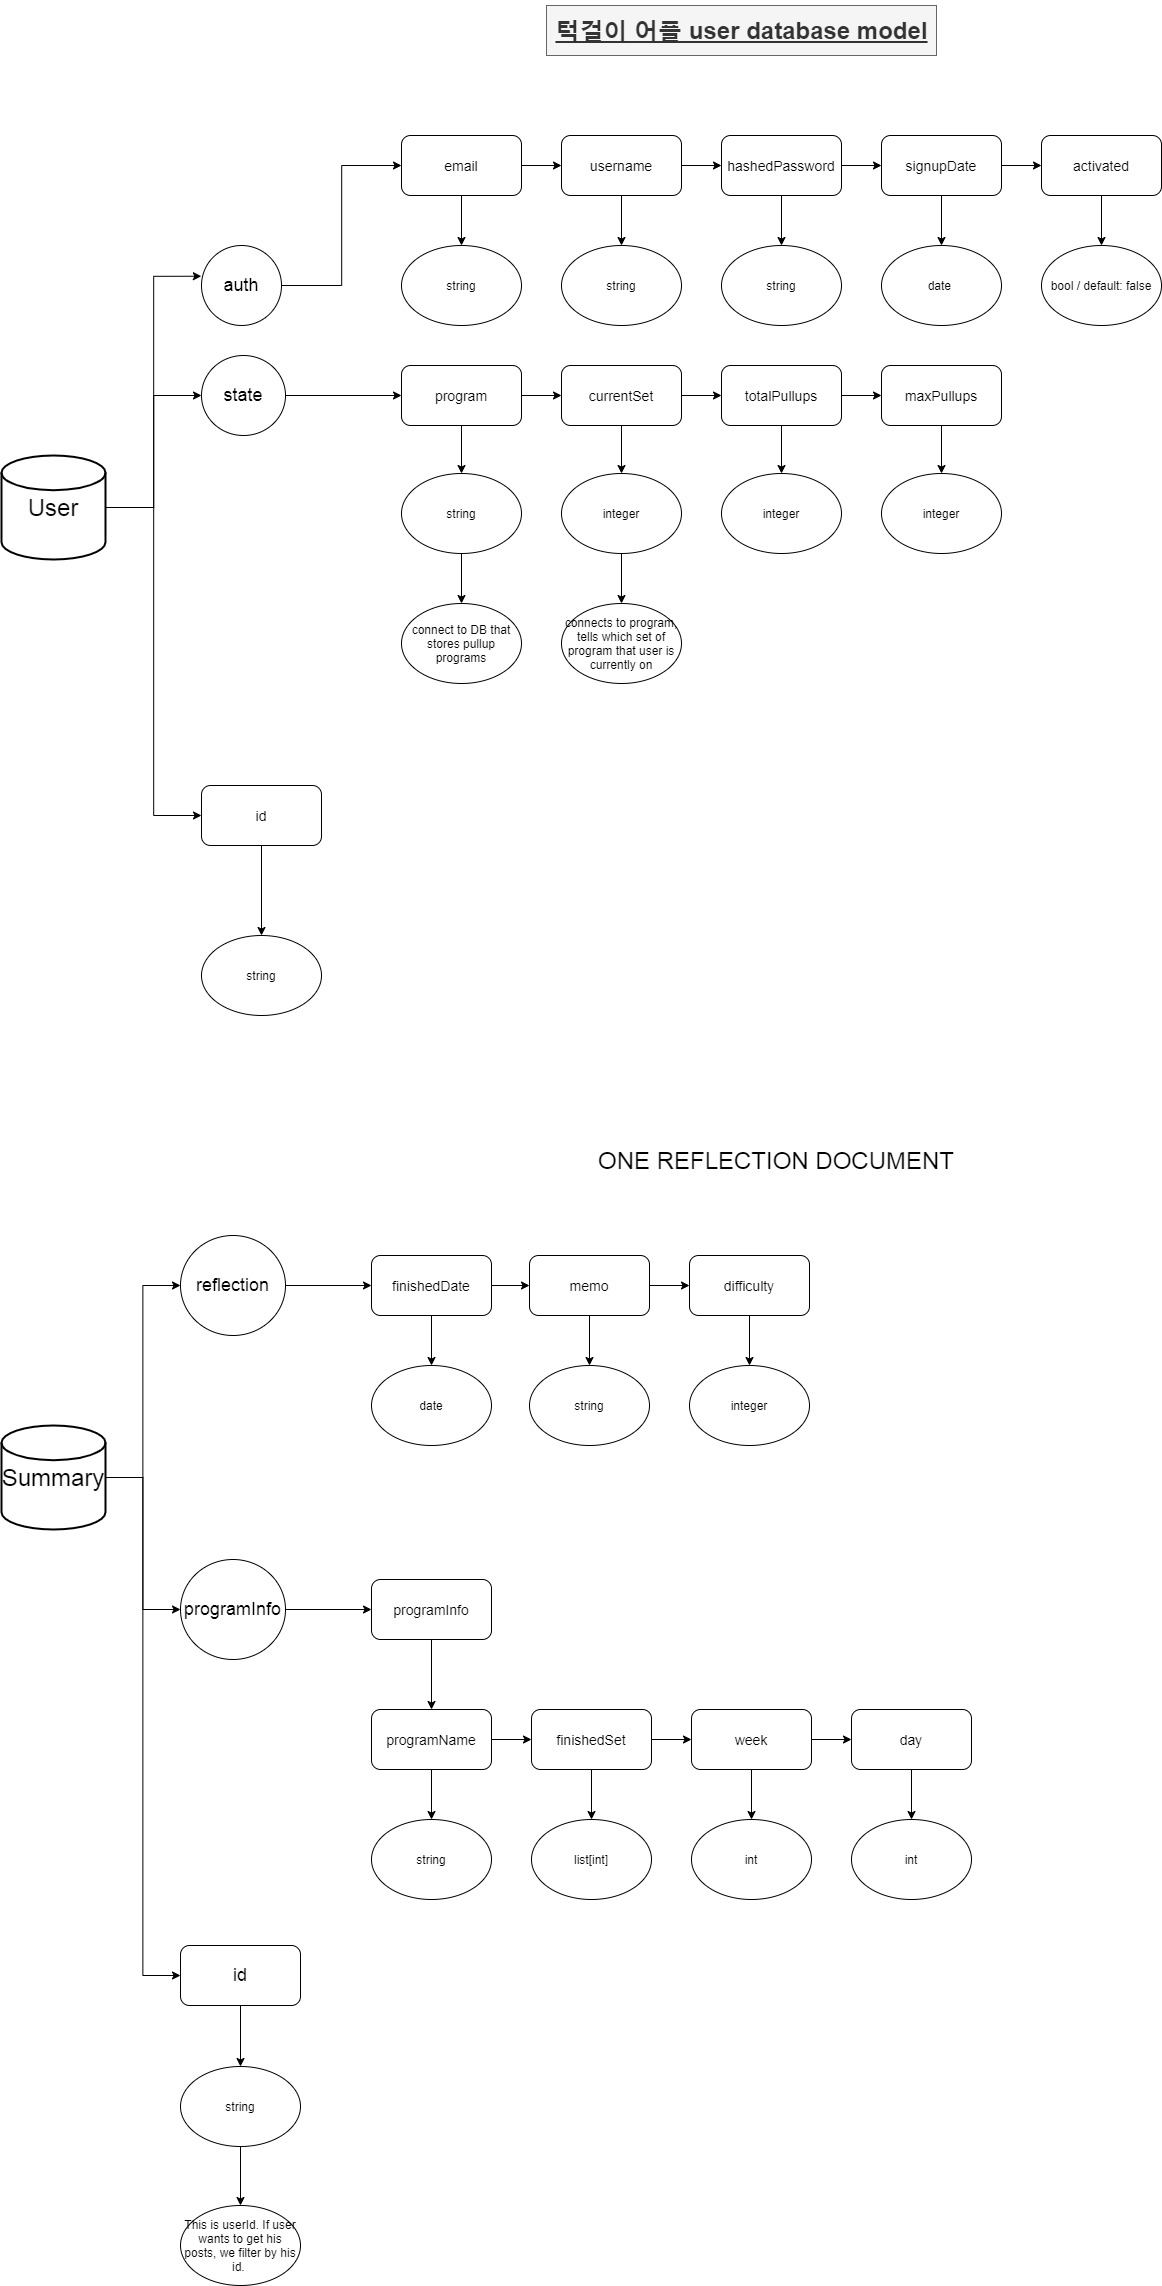 턱걸이 어플 user database model
email
username
hashedPassword
signupDate
activated
auth
string
string
string
date
bool / default: false
state
program
currentSet
totalPullups
maxPullups
User
string
integer
integer
integer
connect to DB that
stores pullup
programs
connects to program,
tells which set of
program that user is
currently on
id
string
ONE REFLECTION DOCUMENT
reflection
finishedDate
memo
difficulty
date
string
integer
Summary
programInfo
programInfo
programName
finishedSet
week
day
string
list[int]
int
int
id
string
This is userId. If user
wants to get his
posts, we filter by his
id.